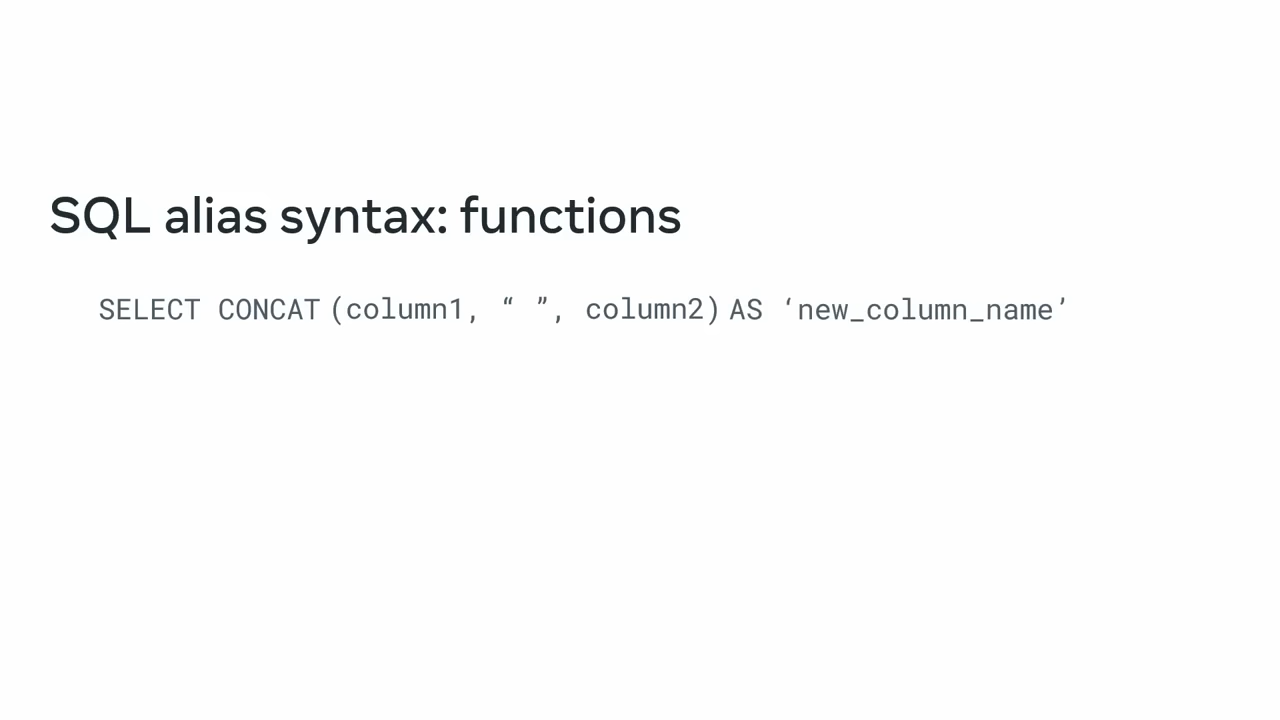 SQL alias syntax: functions
SELECT CONCAT (column1, “ ”, column2) AS ‘new_column_name’